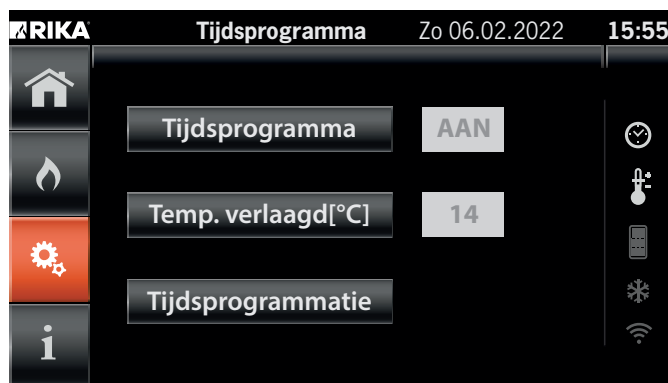 RIKA Tijdsprogramma Zo 06.02.2022 15:55
Tijdsprogramma AAN
Temp. verlaagd[°C] 14
Tijdsprogrammatie